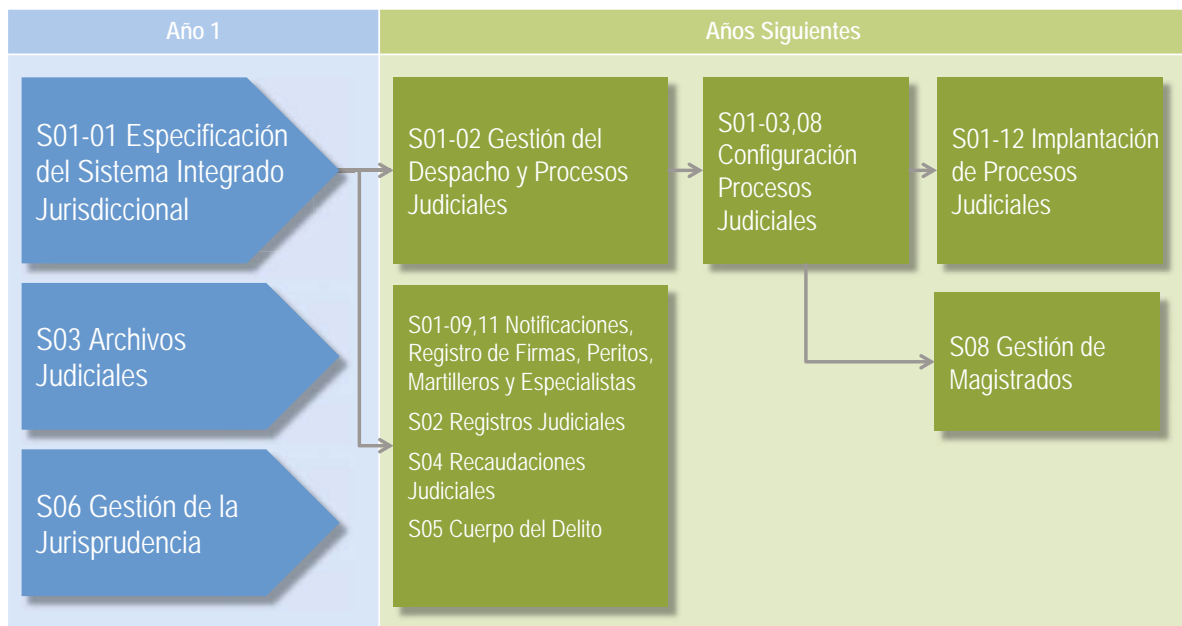 Año 1
Años Siguientes
S01-01 Especificación
del Sistema Integrado
Jurisdiccional
S03 Archivos
Judiciales
S06 Gestión de la
Jurisprudencia
S01-02 Gestión del
Despacho y Procesos
Judiciales
S01-03,08
Configuración
Procesos
Judiciales
S01-12 Implantación
de Procesos
Judiciales
S01-09,11 Notificaciones,
Registro de Firmas, Peritos,
Martilleros y Especialistas
S02 Registros Judiciales
S04 Recaudaciones
Judiciales
S05 Cuerpo del Delito
S08 Gestión de
Magistrados